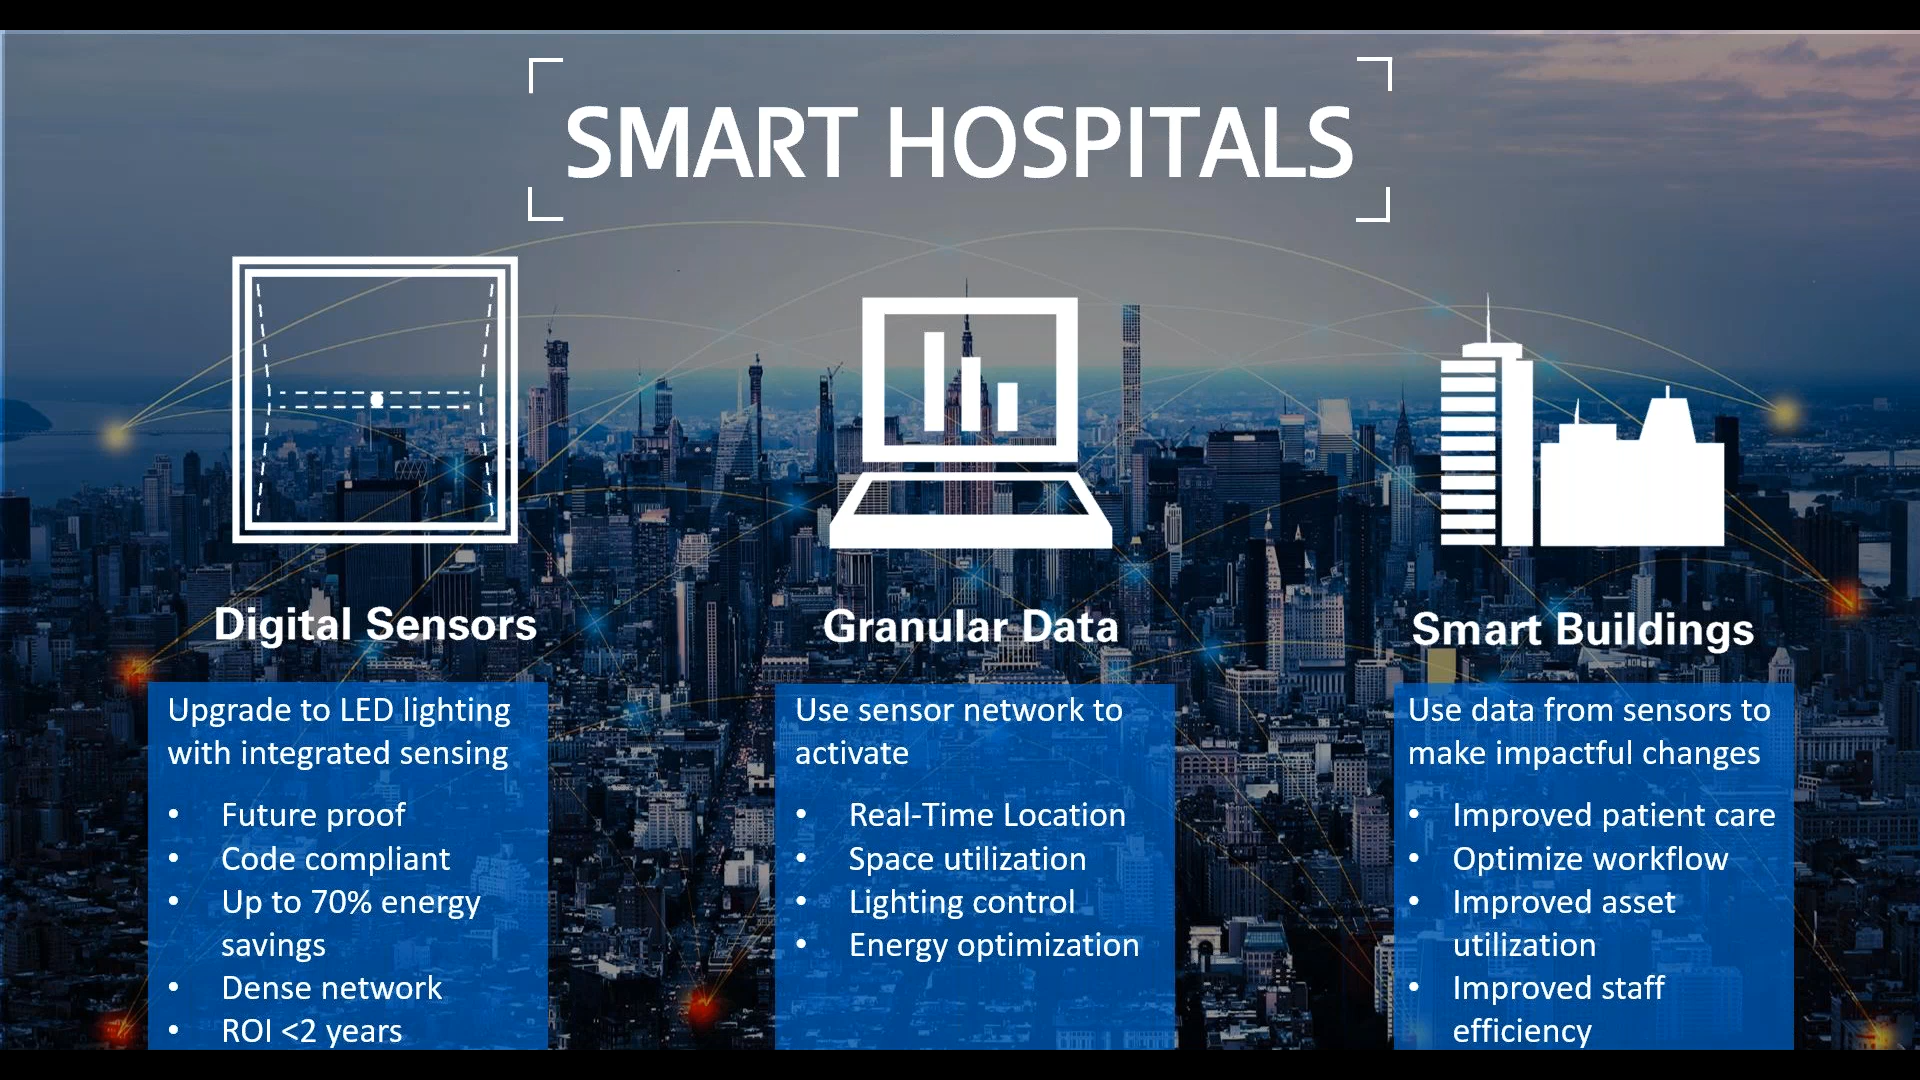 SMART HOSPITALS
Digital Sensors
Upgrade to LED lighting
with integrated sensing
• Future proof
• Code compliant
• Up to 70% energy
savings
• Dense network
• ROI <2 years
Granular Data
Use sensor network to
activate
• Real-Time Location
• Space utilization
• Lighting control
• Energy optimization
Smart Buildings
Use data from sensors to
make impactful changes
• Improved patient care
• Optimize workflow
• Improved asset
utilization
• Improved staff
efficiency